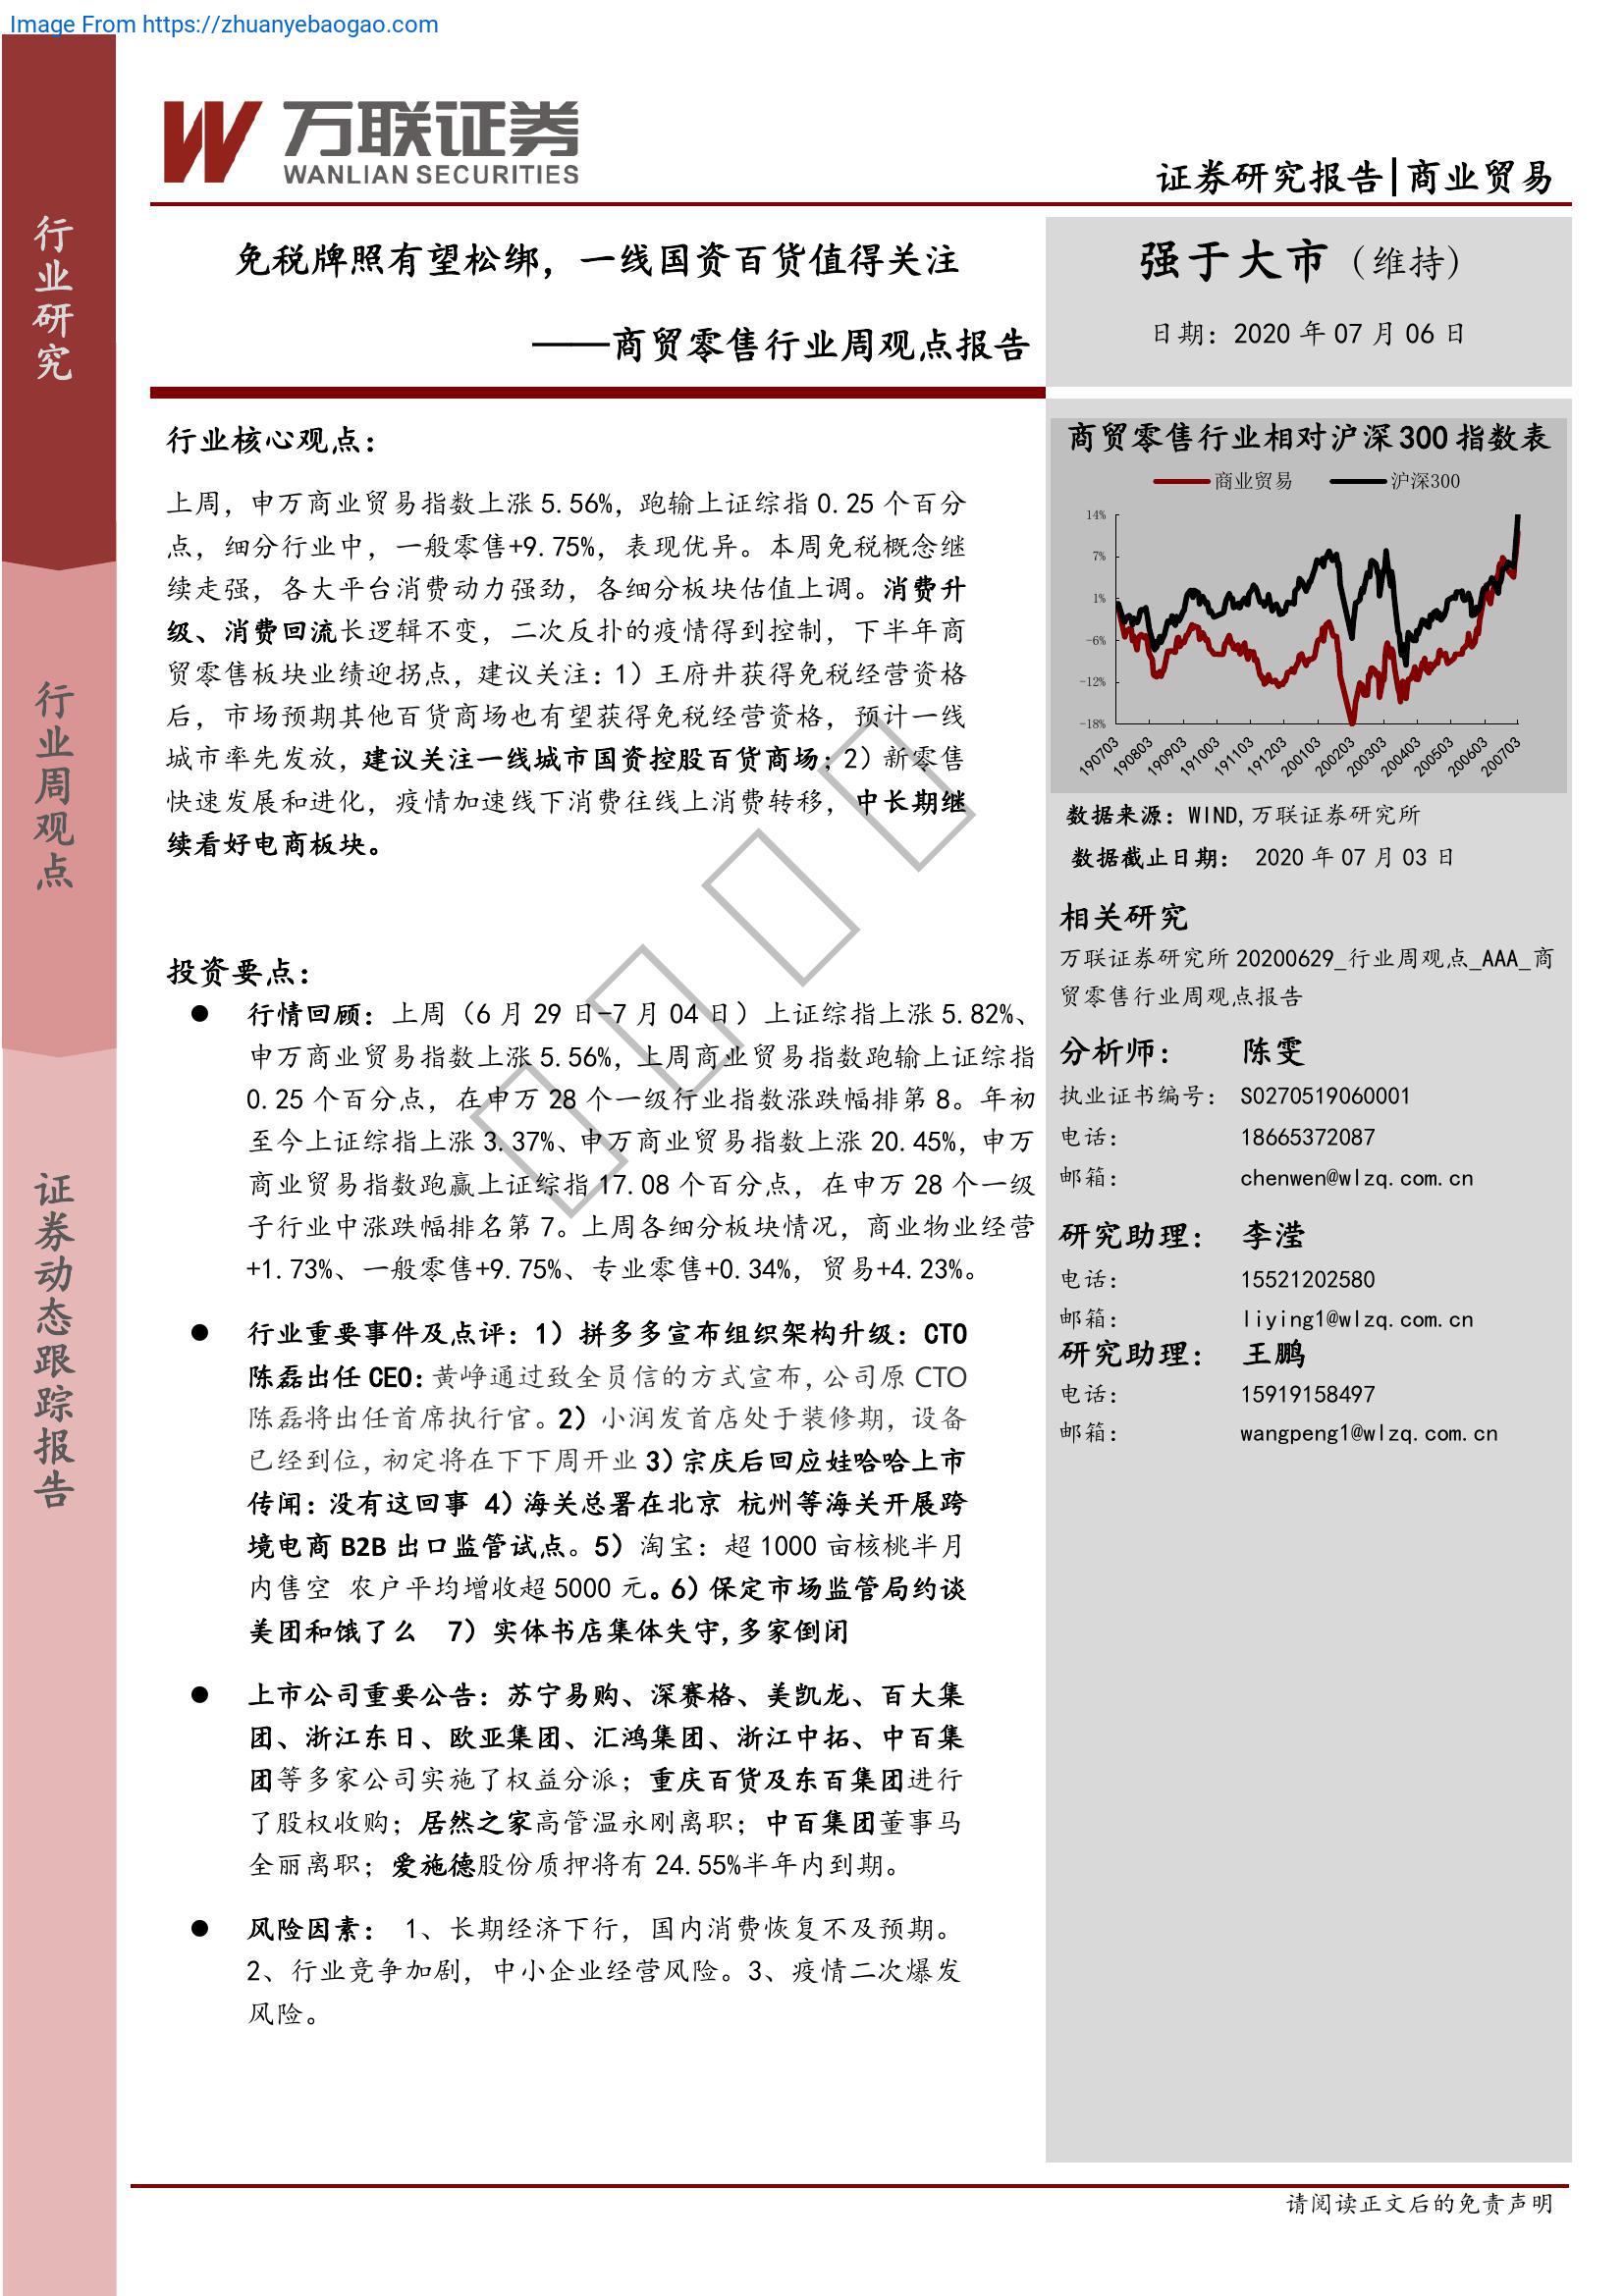 Image From https://zhuanyebaogao.com
万联证券
WANLIAN SECURITIES
证券研究报告|商业贸易
行业研究
行业周观点
证券动态跟踪报告
免税牌照有望松绑，一线国资百货值得关注
——商贸零售行业周观点报告
强于大市（维持）
日期：2020 年 07 月 06 日
行业核心观点：
上周，申万商业贸易指数上涨 5.56%，跑输上证综指 0.25 个百分
点，细分行业中，一般零售+9.75%，表现优异。本周免税概念继
续走强，各大平台消费动力强劲，各细分板块估值上调。消费升
级、消费回流长逻辑不变，二次反扑的疫情得到控制，下半年商
贸零售板块业绩迎拐点，建议关注：1）王府井获得免税经营资格
后，市场预期其他百货商场也有望获得免税经营资格，预计一线
城市率先发放，建议关注一线城市国资控股百货商场；2）新零售
快速发展和进化，疫情加速线下消费往线上消费转移，中长期继
续看好电商板块。
投资要点：
● 行情回顾：上周（6 月 29 日-7 月 04 日）上证综指上涨 5.82%、
申万商业贸易指数上涨 5.56%，上周商业贸易指数跑输上证综指
0.25 个百分点，在申万 28 个一级行业指数涨跌幅排第 8。年初
至今上证综指上涨 3.37%、申万商业贸易指数上涨 20.45%，申万
商业贸易指数跑赢上证综指 17.08 个百分点，在申万 28 个一级
子行业中涨跌幅排名第 7。上周各细分板块情况，商业物业经营
+1.73%、一般零售+9.75%、专业零售+0.34%，贸易+4.23%。
● 行业重要事件及点评：1）拼多多宣布组织架构升级：CTO
陈磊出任 CEO：黄峥通过致全员信的方式宣布，公司原 CTO
陈磊将出任首席执行官。2）小润发首店处于装修期，设备
已经到位，初定将在下下周开业 3）宗庆后回应娃哈哈上市
传闻：没有这回事 4）海关总署在北京 杭州等海关开展跨
境电商 B2B 出口监管试点。5）淘宝：超 1000 亩核桃半月
内售空 农户平均增收超 5000 元。6）保定市场监管局约谈
美团和饿了么 7）实体书店集体失守，多家倒闭
● 上市公司重要公告：苏宁易购、深赛格、美凯龙、百大集
团、浙江东日、欧亚集团、汇鸿集团、浙江中拓、中百集
团等多家公司实施了权益分派；重庆百货及东百集团进行
了股权收购；居然之家高管温永刚离职；中百集团董事马
全丽离职；爱施德股份质押将有 24.55%半年内到期。
● 风险因素： 1、长期经济下行，国内消费恢复不及预期。
2、行业竞争加剧，中小企业经营风险。3、疫情二次爆发
风险。
商贸零售行业相对沪深 300 指数表
商业贸易 沪深300
14%
7%
1%
-6%
-12%
-18%
190703 190803 190903 191003 191103 191203 200103 200203 200303 200403 200503 200603 200703
数据来源：WIND,万联证券研究所
数据截止日期： 2020 年 07 月 03 日
相关研究
万联证券研究所 20200629_行业周观点_AAA_商
贸零售行业周观点报告
分析师： 陈雯
执业证书编号： S0270519060001
电话： 18665372087
邮箱： chenwen@wlzq.com.cn
研究助理： 李滢
电话： 15521202580
邮箱： liying1@wlzq.com.cn
研究助理： 王鹏
电话： 15919158497
邮箱： wangpeng1@wlzq.com.cn
请阅读正文后的免责声明